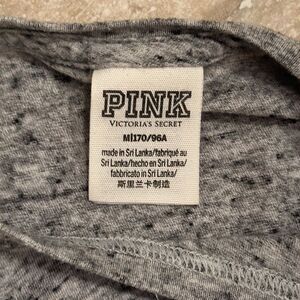 PINK
VICTORIA'S SECRET
M|170/96A
made in Sri Lanka/fabriqué au
Sri Lanka/hecho en Sri Lanka/
fabbricato in Sri Lanka/
斯里兰卡制造